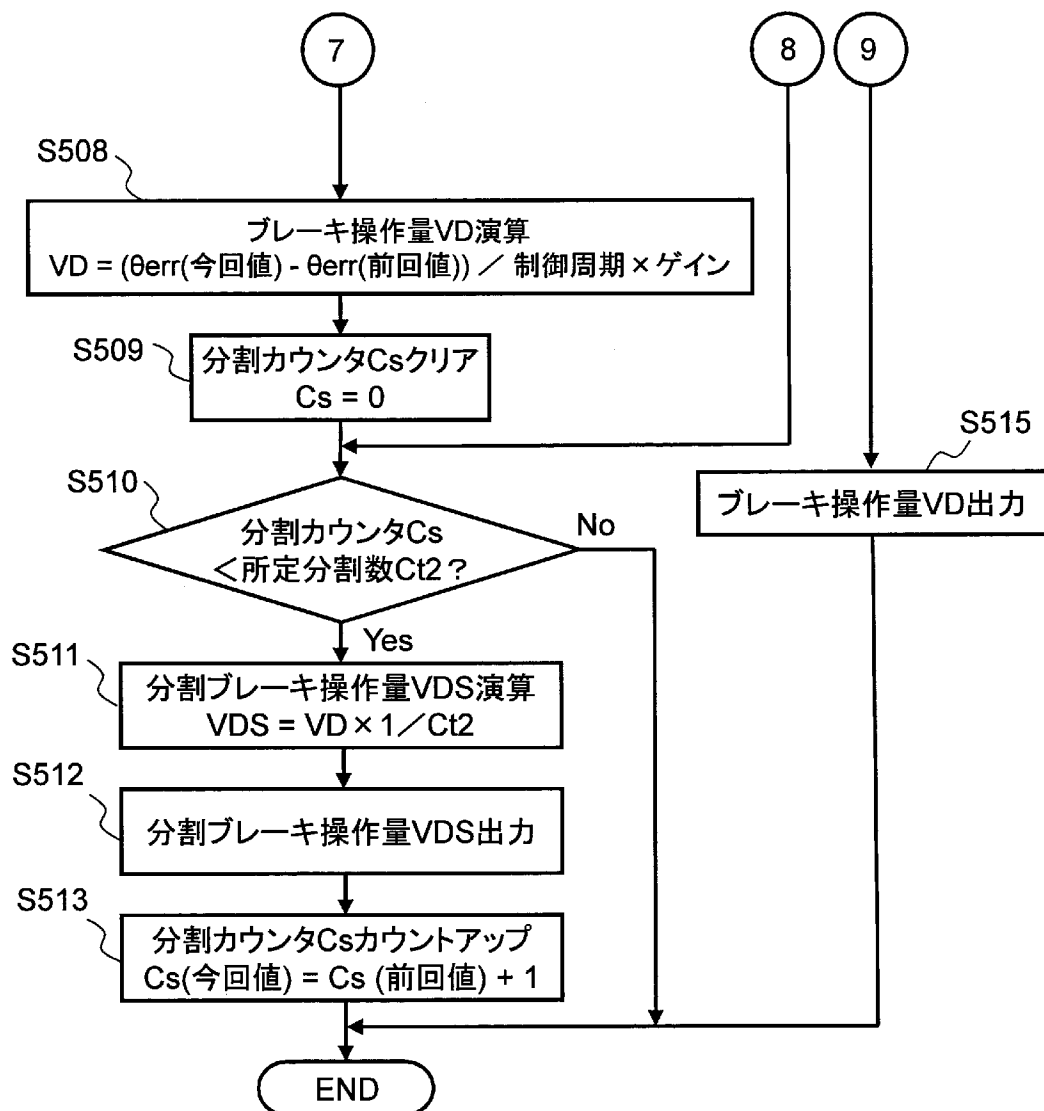 7
8
9
S508
ブレーキ操作量VD演算
VD = (θerr(今回値) - θerr(前回値)) ／ 制御周期×ゲイン
S509
分割カウンタCsクリア
Cs = 0
S515
ブレーキ操作量VD出力
S510
分割カウンタCs
＜所定分割数Ct2？
No
Yes
S511
分割ブレーキ操作量VDS演算
VDS = VD×1／Ct2
S512
分割ブレーキ操作量VDS出力
S513
分割カウンタCsカウントアップ
Cs(今回値) = Cs (前回値) + 1
END